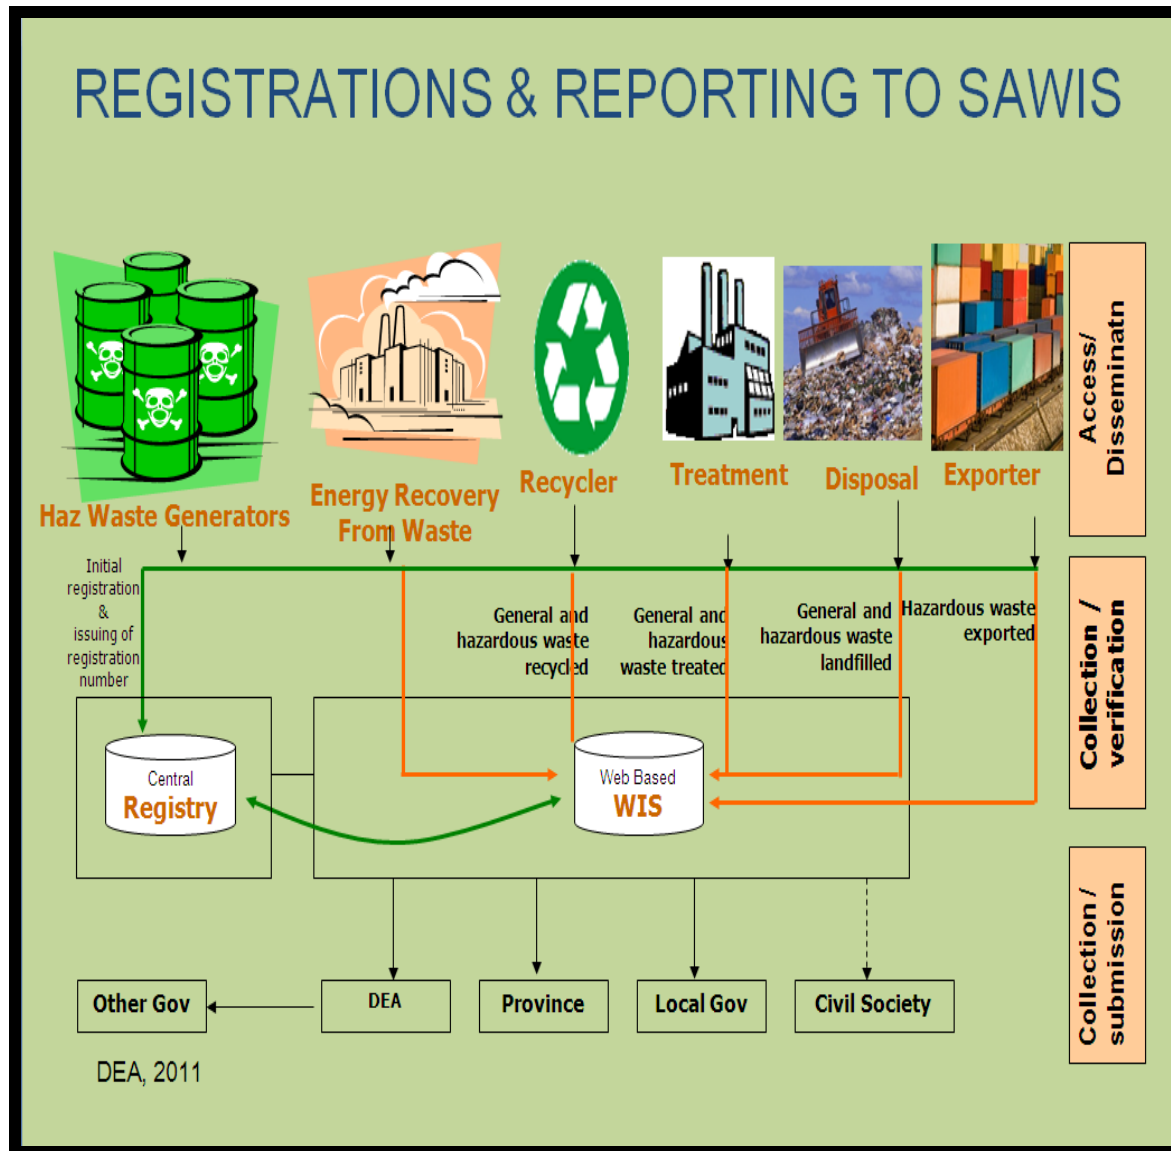 REGISTRATIONS & REPORTING TO SAWIS
Haz Waste Generators
Energy Recovery
From Waste
Recycler
Treatment
Disposal
Exporter
Access/
Disseminatn
Initial
registration
&
issuing of
registration
number
General and
hazardous waste
recycled
General and
hazardous
waste treated
General and
hazardous waste
landfilled
Hazardous waste
exported
Collection /
verification
Central
Registry
Web Based
WIS
Collection /
submission
Other Gov
DEA
Province
Local Gov
Civil Society
DEA, 2011